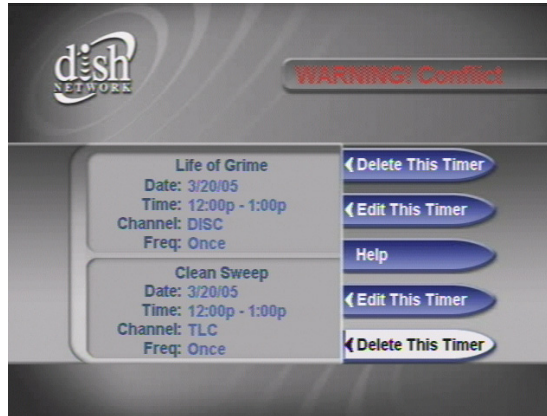 dish
NETWORK
WARNING: Conflict
Life of Grime
Date: 3/20/05
Time: 12:00p - 1:00p
Channel: DISC
Freq: Once
Clean Sweep
Date: 3/20/05
Time: 12:00p - 1:00p
Channel: TLC
Freq: Once
Delete This Timer
Edit This Timer
Help
Edit This Timer
Delete This Timer